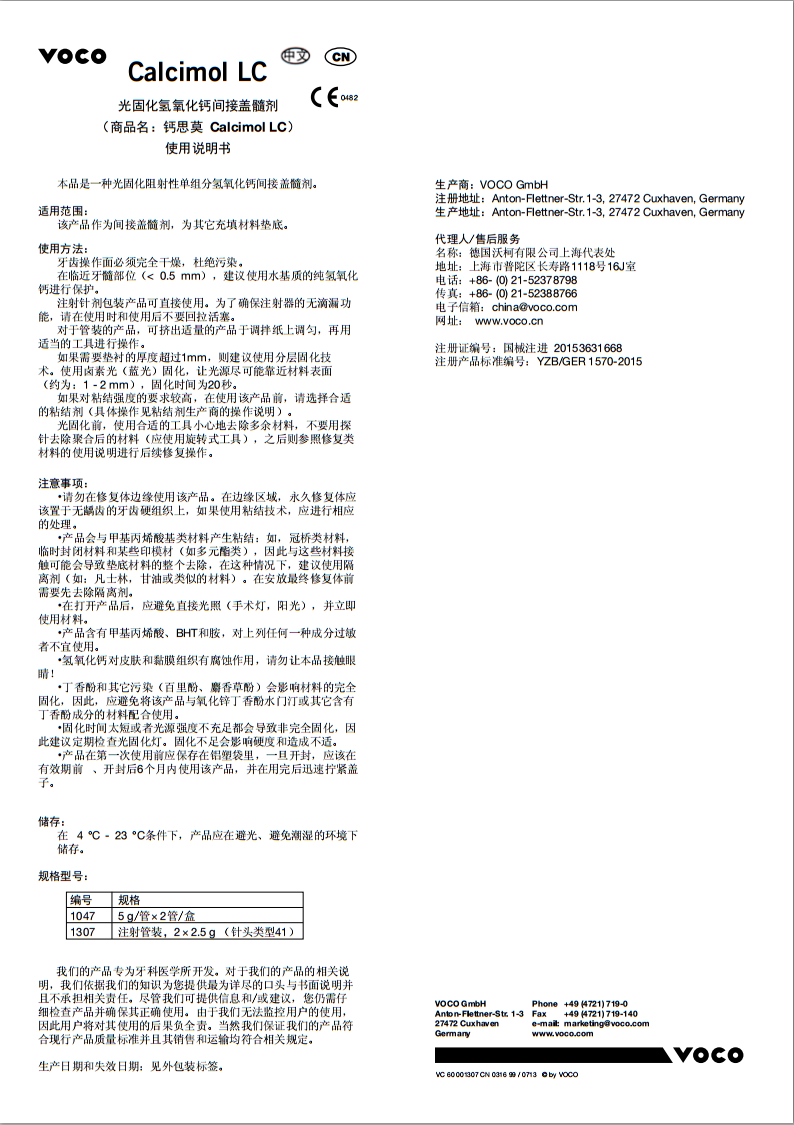 VOCO
中文
CN
Calcimol LC
CE 0482
光固化氢氧化钙间接盖髓剂
（商品名：钙思莫 Calcimol LC）
使用说明书
本品是一种光固化阻射性单组分氢氧化钙间接盖髓剂。
适用范围：
该产品作为间接盖髓剂，为其它充填材料垫底。
使用方法：
牙齿操作面必须完全干燥，杜绝污染。
在临近牙髓部位（< 0.5 mm），建议使用水基质的纯氢氧化
钙进行保护。
注射针剂包装产品可直接使用。为了确保注射器的无滴漏功
能，请在使用时和使用后不要回拉活塞。
对于管装的产品，可挤出适量的产品于调拌纸上调匀，再用
适当的工具进行操作。
如果需要垫衬的厚度超过1mm，则建议使用分层固化技
术。使用卤素光（蓝光）固化，让光源尽可能靠近材料表面
（约为：1 - 2 mm），固化时间为20秒。
如果对粘结强度的要求较高，在使用该产品前，请选择合适
的粘结剂（具体操作见粘结剂生产商的操作说明）。
光固化前，使用合适的工具小心地去除多余材料，不要用探
针去除聚合后的材料（应使用旋转式工具），之后则参照修复类
材料的使用说明进行后续修复操作。
注意事项：
•请勿在修复体边缘使用该产品。在边缘区域，永久修复体应
该置于无龋齿的牙齿硬组织上，如果使用粘结技术，应进行相应
的处理。
•产品会与甲基丙烯酸基类材料产生粘结：如，冠桥类材料，
临时封闭材料和某些印模材（如多元酯类），因此与这些材料接
触可能会导致垫底材料的整个去除，在这种情况下，建议使用隔
离剂（如：凡士林，甘油或类似的材料）。在安放最终修复体前
需要先去除隔离剂。
•在打开产品后，应避免直接光照（手术灯，阳光），并立即
使用材料。
•产品含有甲基丙烯酸、BHT和胺，对上列任何一种成分过敏
者不宜使用。
•氢氧化钙对皮肤和黏膜组织有腐蚀作用，请勿让本品接触眼
睛！
•丁香酚和其它污染（百里酚、麝香草酚）会影响材料的完全
固化，因此，应避免将该产品与氧化锌丁香酚水门汀或其它含有
丁香酚成分的材料配合使用。
•固化时间太短或者光源强度不充足都会导致非完全固化，因
此建议定期检查光固化灯。固化不足会影响硬度和造成不适。
•产品在第一次使用前应保存在铝塑袋里，一旦开封，应该在
有效期前 、开封后6个月内使用该产品，并在用完后迅速拧紧盖
子。
储存：
在 4 °C - 23 °C条件下，产品应在避光、避免潮湿的环境下
储存。
规格型号：
编号 规格
1047 5 g/管×2管/盒
1307 注射管装，2×2.5 g （针头类型41）
我们的产品专为牙科医学所开发。对于我们的产品的相关说
明，我们依据我们的知识为您提供最为详尽的口头与书面说明并
且不承担相关责任。尽管我们可提供信息和/或建议，您仍需仔
细检查产品并确保其正确使用。由于我们无法监控用户的使用，
因此用户将对其使用的后果负全责。当然我们保证我们的产品符
合现行产品质量标准并且其销售和运输均符合相关规定。
生产日期和失效日期：见外包装标签。
生产商：VOCO GmbH
注册地址：Anton-Flettner-Str.1-3, 27472 Cuxhaven, Germany
生产地址：Anton-Flettner-Str.1-3, 27472 Cuxhaven, Germany
代理人/售后服务
名称：德国沃柯有限公司上海代表处
地址：上海市普陀区长寿路1118号16J室
电话：+86- (0) 21-52378798
传真：+86- (0) 21-52388766
电子信箱：china@voco.com
网址： www.voco.cn
注册证编号：国械注进 20153631668
注册产品标准编号：YZB/GER 1570-2015
VOCO GmbH Phone +49 (4721) 719-0
Anton-Flettner-Str. 1-3 Fax +49 (4721) 719-140
27472 Cuxhaven e-mail: marketing@voco.com
Germany www.voco.com
VOCO
VC 60 001307 CN 0316 99 / 0713 © by VOCO